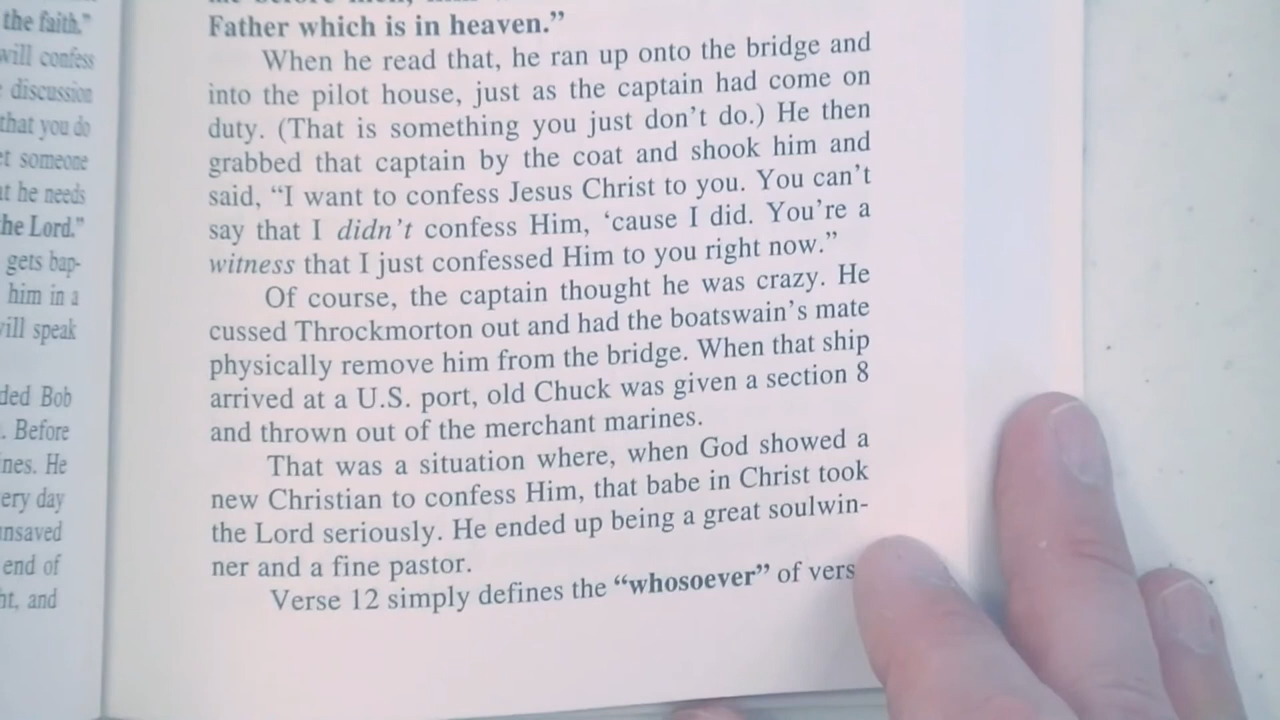 the faith."
will confess
discussion
that you do
someone
he needs
the Lord."
gets bap-
him in a
will speak
Bob
. Before
He
day
unsaved
end of
and
Father which is in heaven."
When he read that, he ran up onto the bridge and
into the pilot house, just as the captain had come on
duty. (That is something you just don't do.) He then
grabbed that captain by the coat and shook him and
said, "I want to confess Jesus Christ to you. You can't
say that I didn't confess Him, 'cause I did. You're a
witness that I just confessed Him to you right now."
Of course, the captain thought he was crazy. He
cussed Throckmorton out and had the boatswain's mate
physically remove him from the bridge. When that ship
arrived at a U.S. port, old Chuck was given a section 8
and thrown out of the merchant marines.
That was a situation where, when God showed a
new Christian to confess Him, that babe in Christ took
the Lord seriously. He ended up being a great soulwin-
ner and a fine pastor.
Verse 12 simply defines the "whosoever" of vers